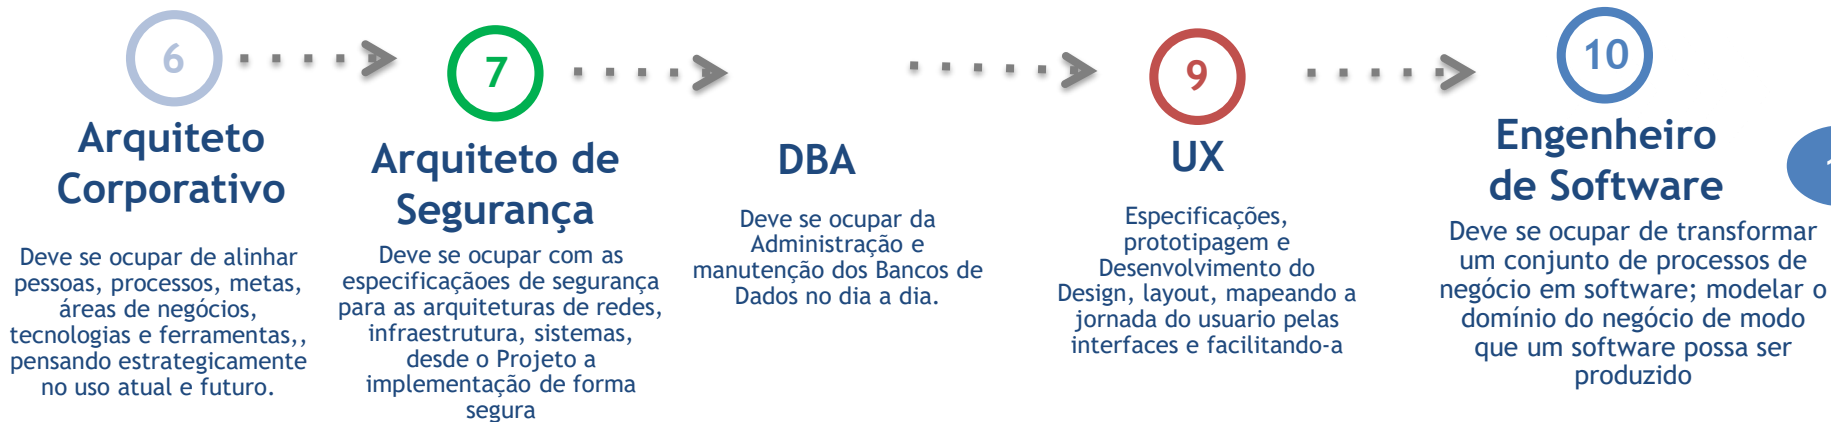 6
Arquiteto
Corporativo
Deve se ocupar de alinhar
pessoas, processos, metas,
áreas de negócios,
tecnologias e ferramentas,,
pensando estrategicamente
no uso atual e futuro.
7
Arquiteto de
Segurança
Deve se ocupar com as
especificaçãoes de segurança
para as arquiteturas de redes,
infraestrutura, sistemas,
desde o Projeto a
implementação de forma
segura
DBA
Deve se ocupar da
Administração e
manutenção dos Bancos de
Dados no dia a dia.
9
UX
Especificações,
prototipagem e
Desenvolvimento do
Design, layout, mapeando a
jornada do usuario pelas
interfaces e facilitando-a
10
Engenheiro
de Software
Deve se ocupar de transformar
um conjunto de processos de
negócio em software; modelar o
domínio do negócio de modo
que um software possa ser
produzido